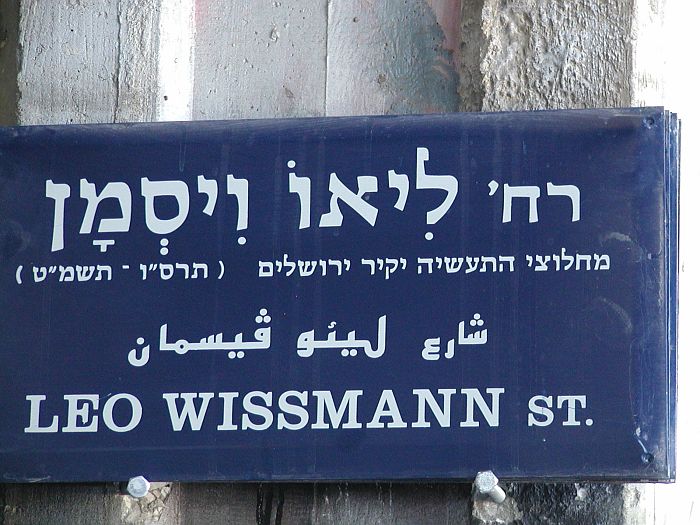 רח' לִיאוֹ וִיסְמָן
מחלוצי התעשיה יקיר ירושלים (תרס"ו - תשמ"ט)
شارع ليئو ڤيسمان
LEO WISSMANN ST.